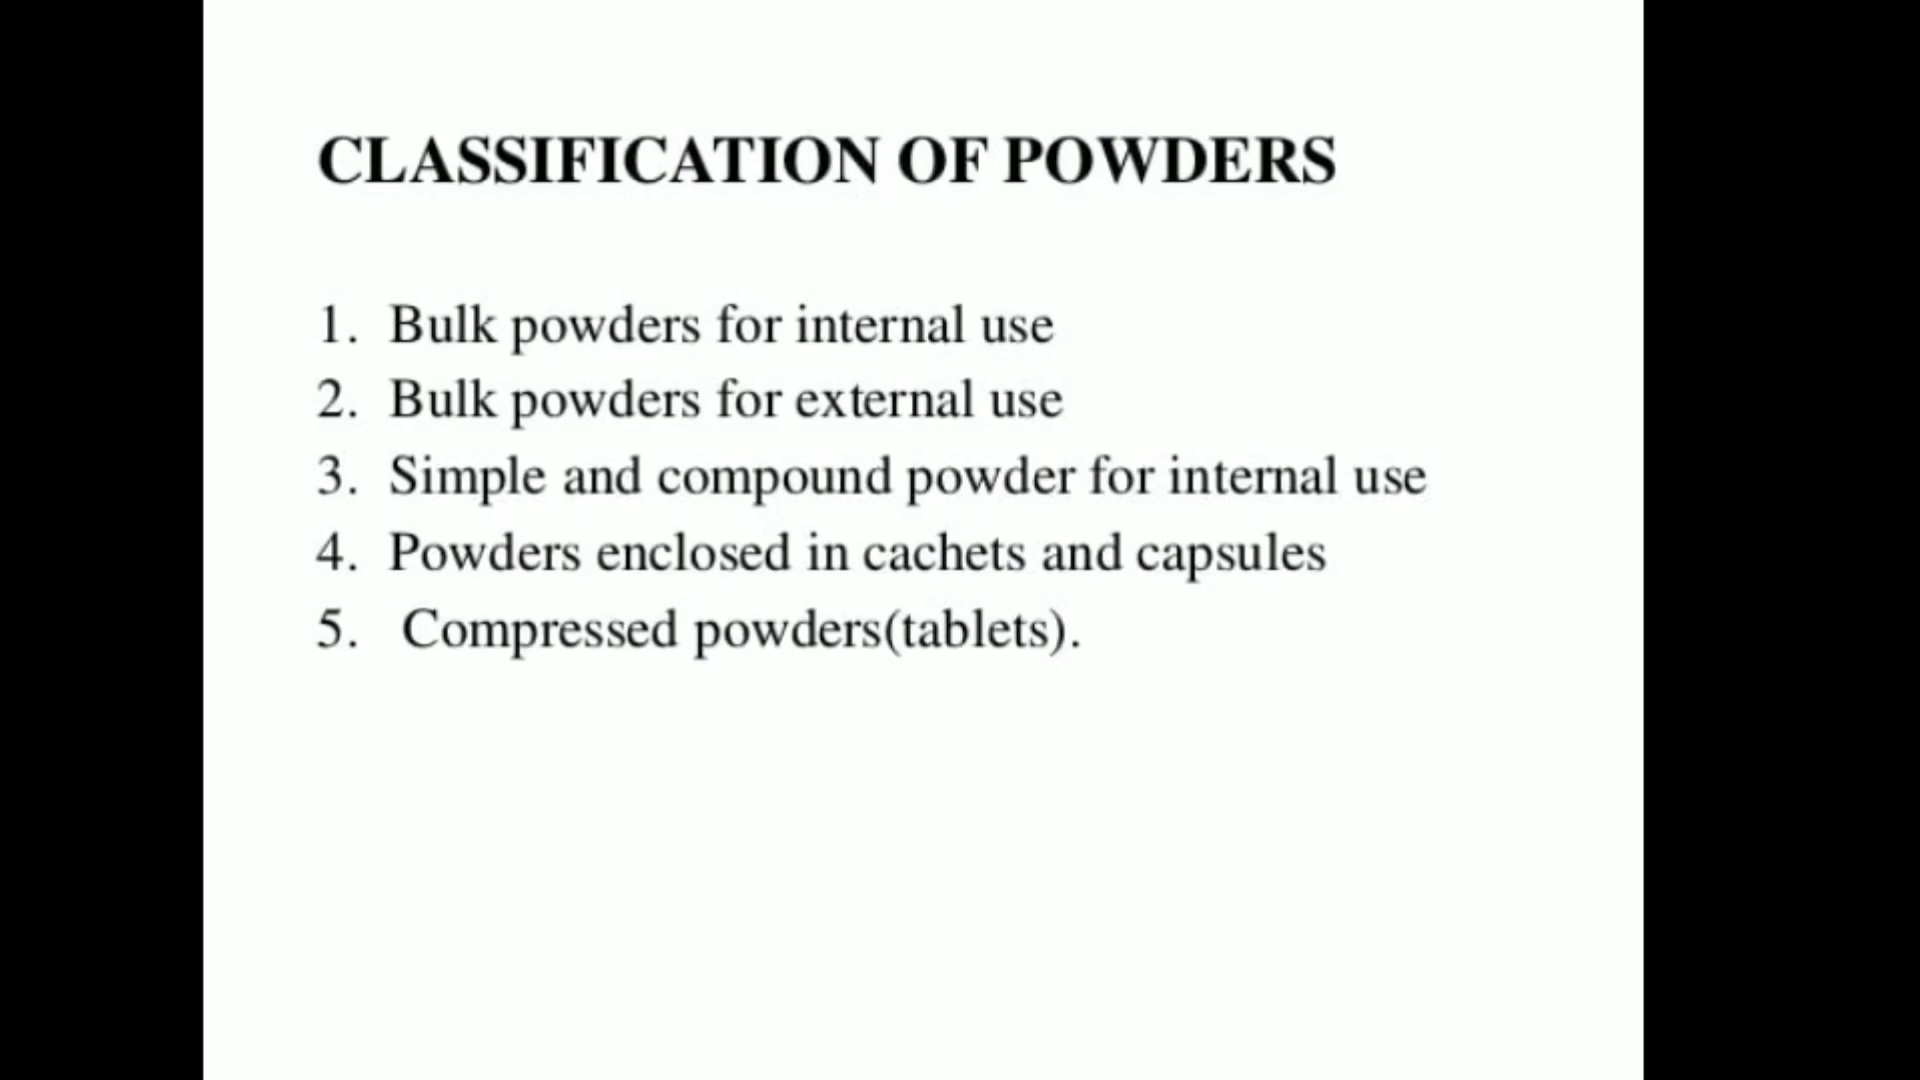 CLASSIFICATION OF POWDERS
1. Bulk powders for internal use
2. Bulk powders for external use
3. Simple and compound powder for internal use
4. Powders enclosed in cachets and capsules
5. Compressed powders(tablets).